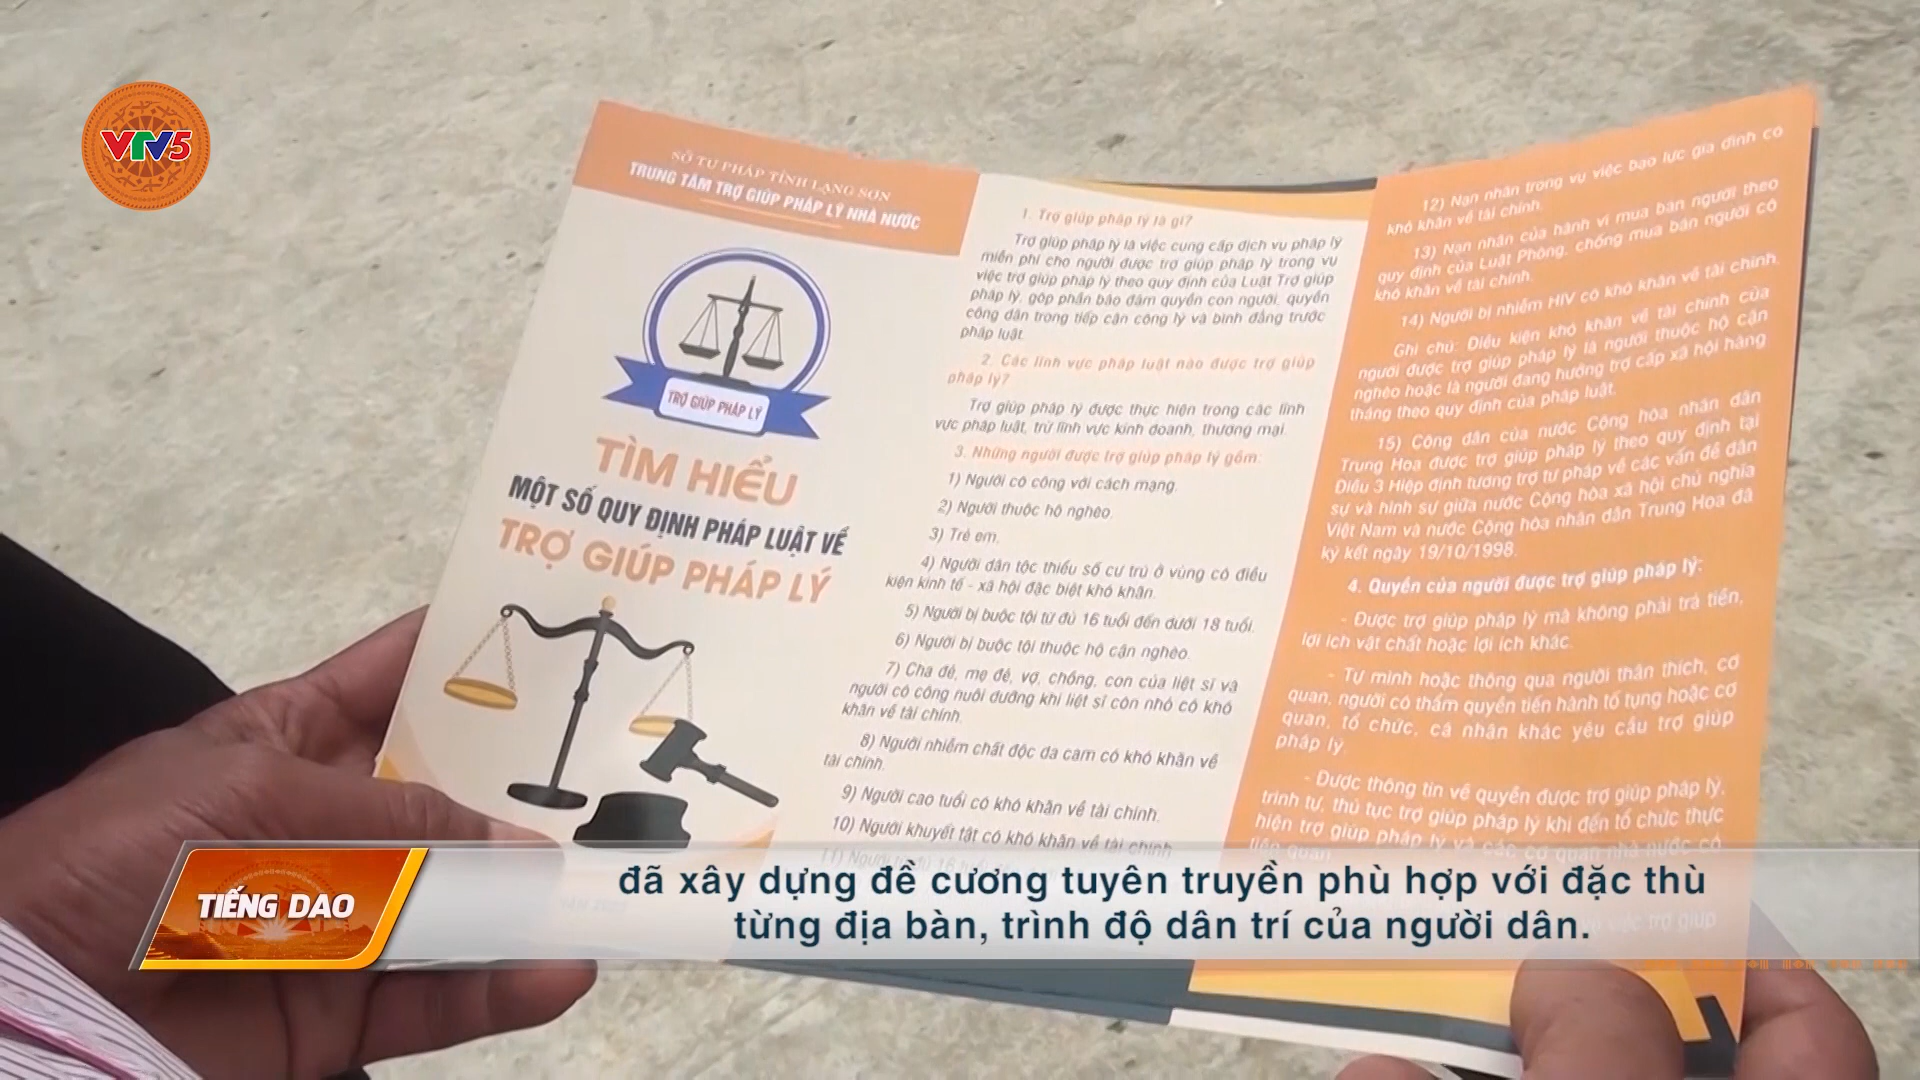 VTV5
SỞ TƯ PHÁP TỈNH LẠNG SƠN
TRUNG TÂM TRỢ GIÚP PHÁP LÝ NHÀ NƯỚC
TRỢ GIÚP PHÁP LÝ
TÌM HIỂU
MỘT SỐ QUY ĐỊNH PHÁP LUẬT VỀ
TRỢ GIÚP PHÁP LÝ
1. Trợ giúp pháp lý là gì?
Trợ giúp pháp lý là việc cung cấp dịch vụ pháp lý
miễn phí cho người được trợ giúp pháp lý trong vụ
việc trợ giúp pháp lý theo quy định của Luật Trợ giúp
pháp lý, góp phần bảo đảm quyền con người, quyền
công dân trong tiếp cận công lý và bình đẳng trước
pháp luật.
2. Các lĩnh vực pháp luật nào được trợ giúp
pháp lý?
Trợ giúp pháp lý được thực hiện trong các lĩnh
vực pháp luật, trừ lĩnh vực kinh doanh, thương mại.
3. Những người được trợ giúp pháp lý gồm:
1) Người có công với cách mạng.
2) Người thuộc hộ nghèo.
3) Trẻ em.
4) Người dân tộc thiểu số cư trú ở vùng có điều
kiện kinh tế - xã hội đặc biệt khó khăn.
5) Người bị buộc tội từ đủ 16 tuổi đến dưới 18 tuổi.
6) Người bị buộc tội thuộc hộ cận nghèo.
7) Cha đẻ, mẹ đẻ, vợ, chồng, con của liệt sĩ và
người có công nuôi dưỡng khi liệt sĩ còn nhỏ có khó
khăn về tài chính.
8) Người nhiễm chất độc da cam có khó khăn về
tài chính.
9) Người cao tuổi có khó khăn về tài chính.
10) Người khuyết tật có khó khăn về tài chính.
12) Nạn nhân trong vụ việc bạo lực gia đình có
khó khăn về tài chính.
13) Nạn nhân của hành vi mua bán người theo
quy định của Luật Phòng, chống mua bán người có
khó khăn về tài chính.
14) Người bị nhiễm HIV có khó khăn về tài chính.
Ghi chú: Điều kiện khó khăn về tài chính của
người được trợ giúp pháp lý là người thuộc hộ cận
nghèo hoặc là người đang hưởng trợ cấp xã hội hàng
tháng theo quy định của pháp luật.
15) Công dân của nước Cộng hòa nhân dân
Trung Hoa được trợ giúp pháp lý theo quy định tại
Điều 3 Hiệp định tương trợ tư pháp về các vấn đề dân
sự và hình sự giữa nước Cộng hòa xã hội chủ nghĩa
Việt Nam và nước Cộng hòa nhân dân Trung Hoa đã
ký kết ngày 19/10/1998.
4. Quyền của người được trợ giúp pháp lý:
- Được trợ giúp pháp lý mà không phải trả tiền,
lợi ích vật chất hoặc lợi ích khác.
- Tự mình hoặc thông qua người thân thích, cơ
quan, người có thẩm quyền tiến hành tố tụng hoặc cơ
quan, tổ chức, cá nhân khác yêu cầu trợ giúp
pháp lý.
- Được thông tin về quyền được trợ giúp pháp lý,
trình tự, thủ tục trợ giúp pháp lý khi đến tổ chức thực
hiện trợ giúp pháp lý và các cơ quan nhà nước có
liên quan
TIẾNG DAO
đã xây dựng đề cương tuyên truyền phù hợp với đặc thù
từng địa bàn, trình độ dân trí của người dân.